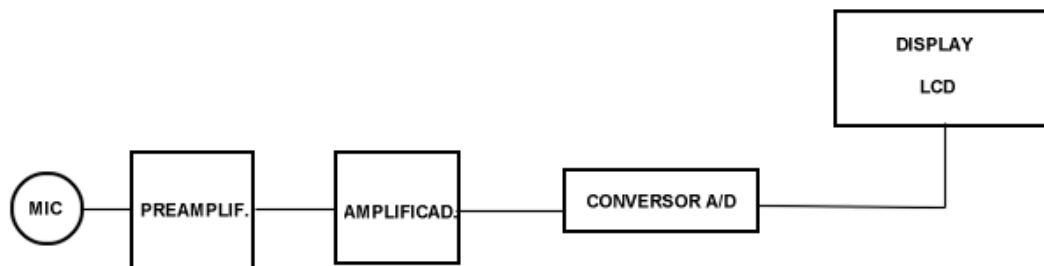 DISPLAY
LCD
MIC
PREAMPLIF.
AMPLIFICAD.
CONVERSOR A/D